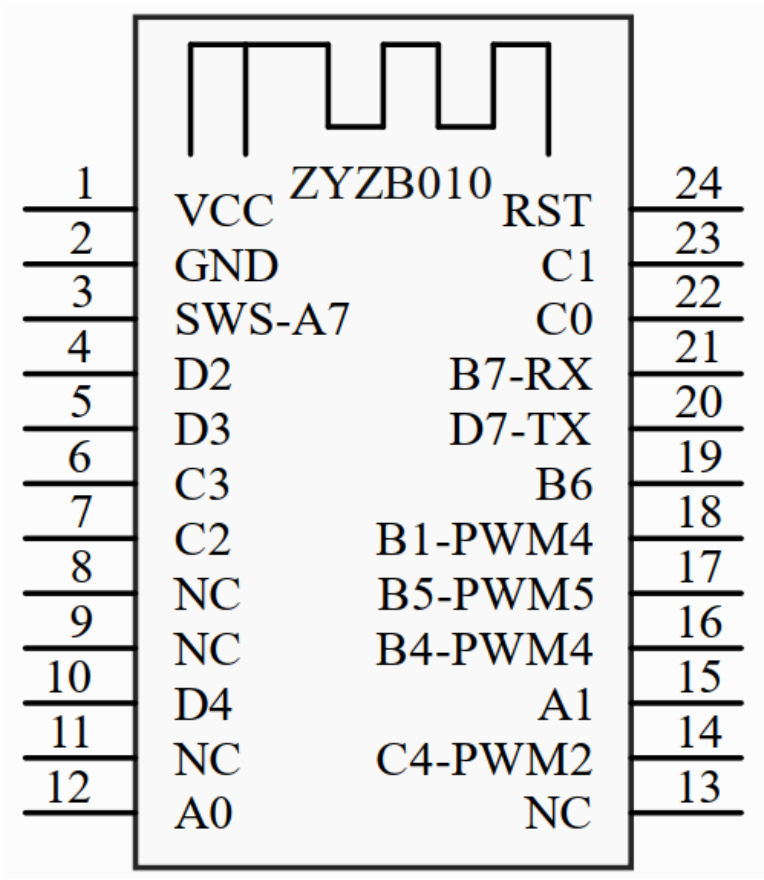 ZYZB010
1 VCC RST 24
2 GND C1 23
3 SWS-A7 C0 22
4 D2 B7-RX 21
5 D3 D7-TX 20
6 C3 B6 19
7 C2 B1-PWM4 18
8 NC B5-PWM5 17
9 NC B4-PWM4 16
10 D4 A1 15
11 NC C4-PWM2 14
12 A0 NC 13